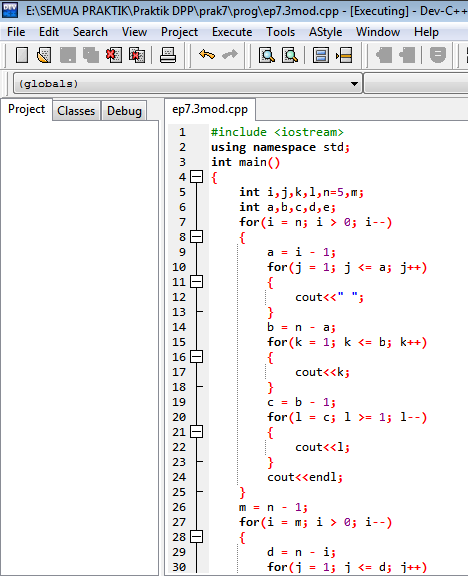 E:\SEMUA PRAKTIK\Praktik DPP\prak7\prog\ep7.3mod.cpp - [Executing] - Dev-C++
File Edit Search View Project Execute Tools AStyle Window Help
(globals)
Project Classes Debug
ep7.3mod.cpp
1 #include <iostream>
2 using namespace std;
3 int main()
4 {
5 int i,j,k,l,n=5,m;
6 int a,b,c,d,e;
7 for(i = n; i > 0; i--)
8 {
9 a = i - 1;
10 for(j = 1; j <= a; j++)
11 {
12 cout<<" ";
13 }
14 b = n - a;
15 for(k = 1; k <= b; k++)
16 {
17 cout<<k;
18 }
19 c = b - 1;
20 for(l = c; l >= 1; l--)
21 {
22 cout<<l;
23 }
24 cout<<endl;
25 }
26 m = n - 1;
27 for(i = m; i > 0; i--)
28 {
29 d = n - i;
30 for(j = 1; j <= d; j++)